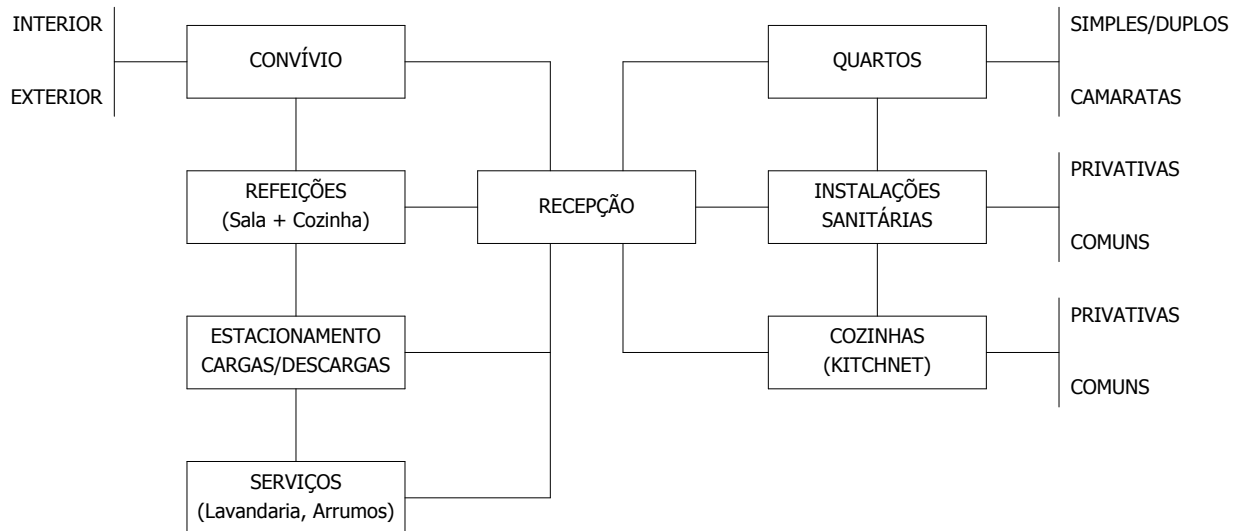 INTERIOR
EXTERIOR
CONVÍVIO
QUARTOS
SIMPLES/DUPLOS
CAMARATAS
REFEIÇÕES
(Sala + Cozinha)
RECEPÇÃO
INSTALAÇÕES
SANITÁRIAS
PRIVATIVAS
COMUNS
ESTACIONAMENTO
CARGAS/DESCARGAS
COZINHAS
(KITCHNET)
PRIVATIVAS
COMUNS
SERVIÇOS
(Lavandaria, Arrumos)